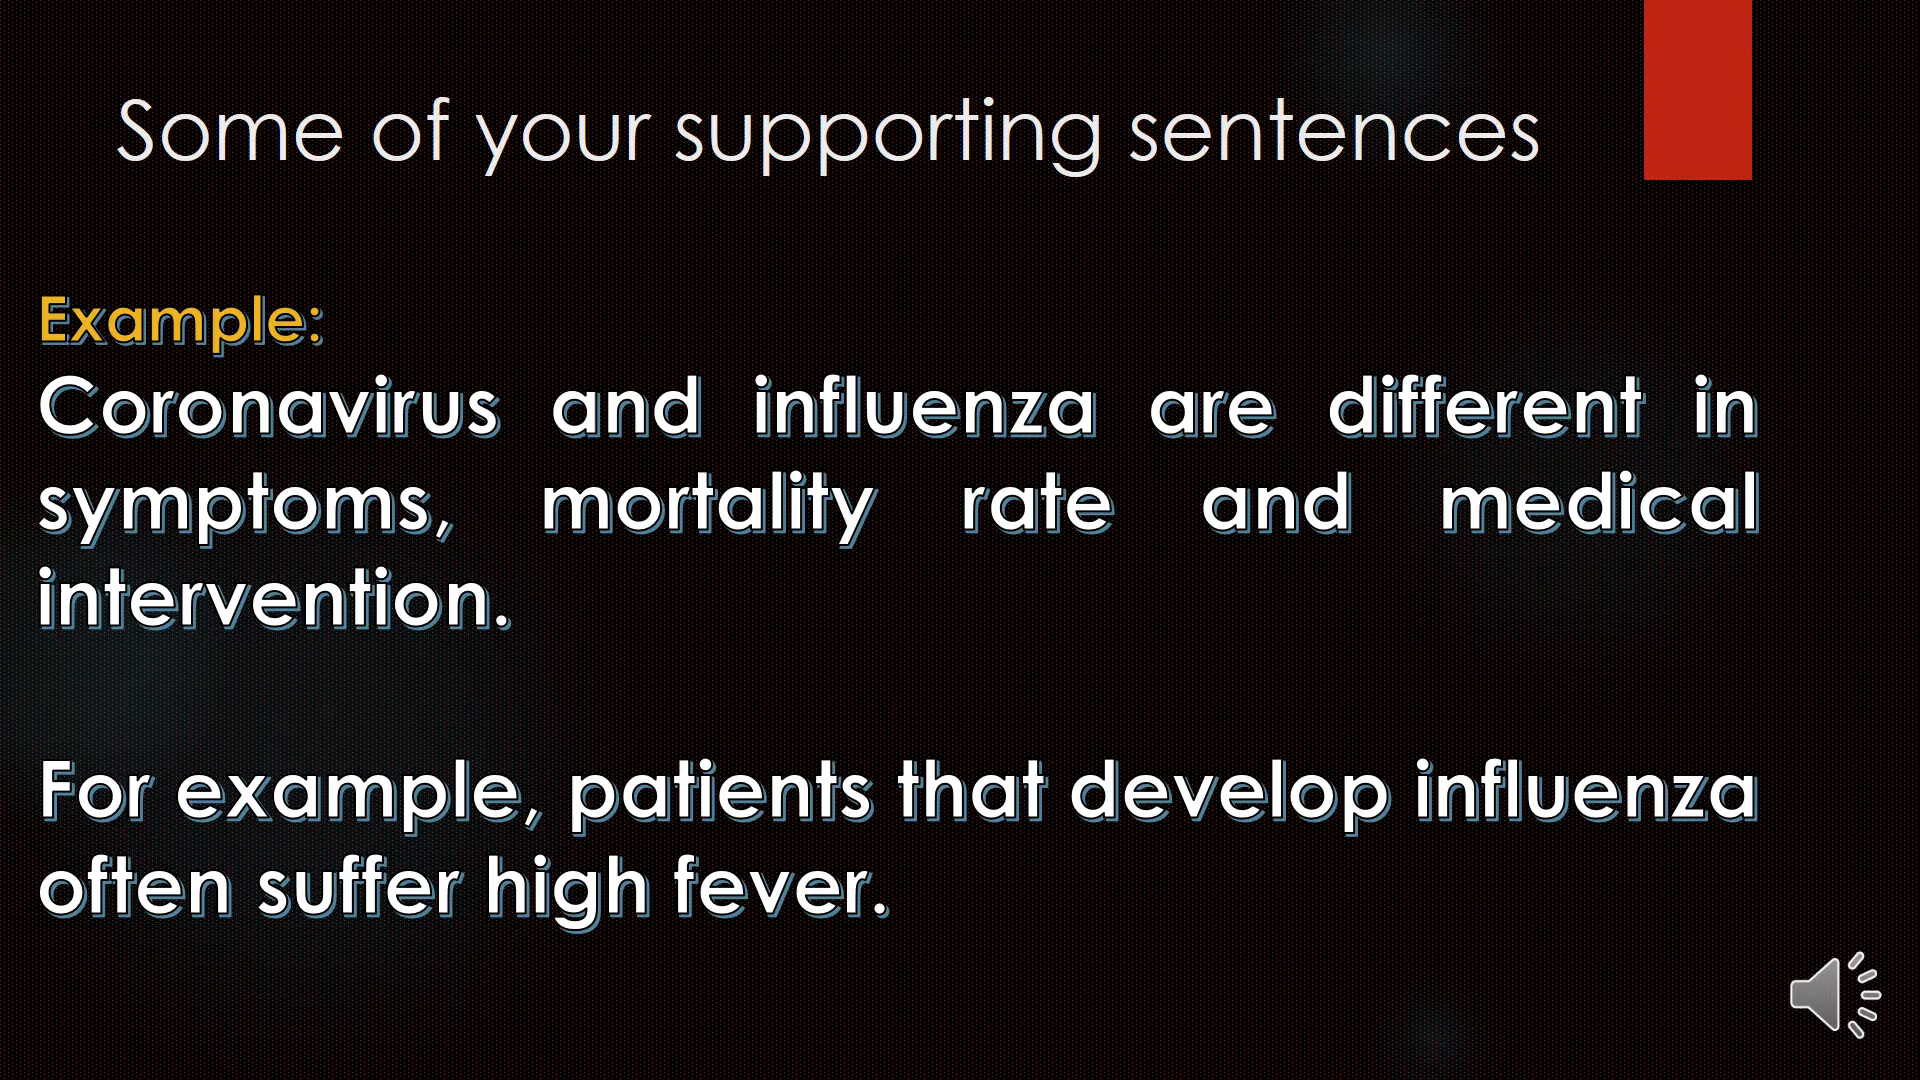 Some of your supporting sentences
Example:
Coronavirus and influenza are different in
symptoms, mortality rate and medical
intervention.
For example, patients that develop influenza
often suffer high fever.